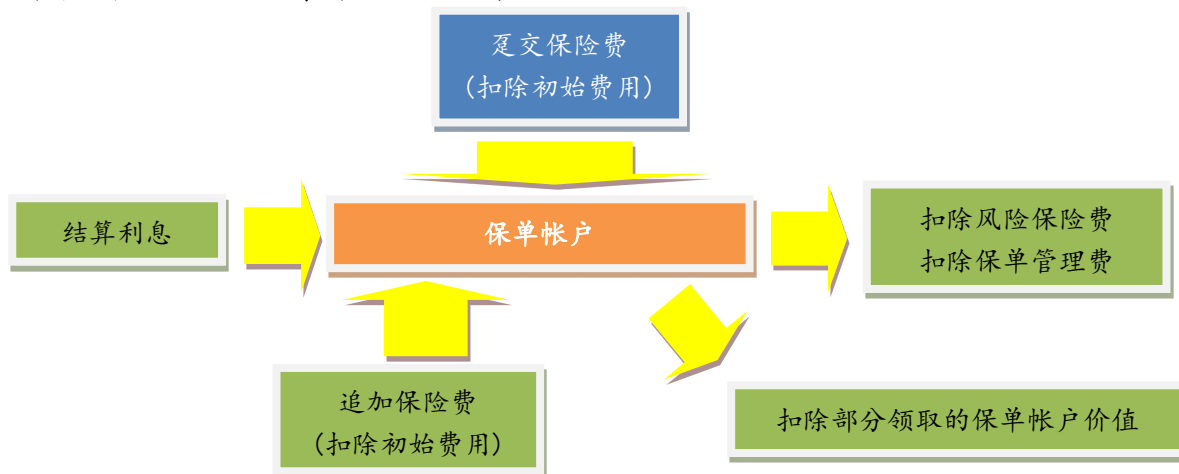 趸交保险费
(扣除初始费用)
结算利息
保单帐户
扣除风险保险费
扣除保单管理费
追加保险费
(扣除初始费用)
扣除部分领取的保单帐户价值